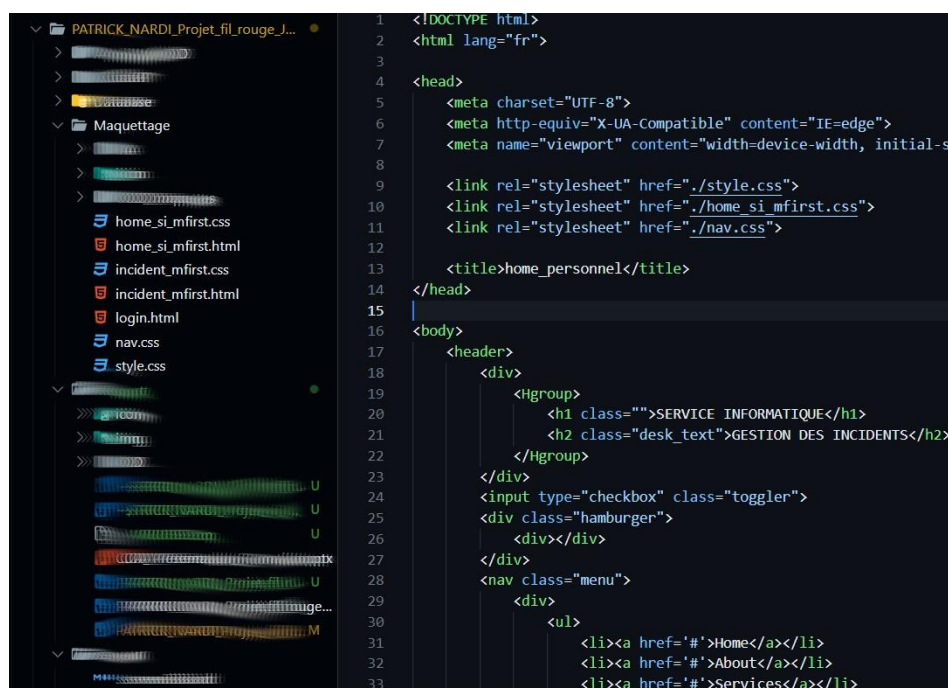 PATRICK_NARDI_Projet_fil_rouge_J...
Database
Maquettage
home_si_mfirst.css
home_si_mfirst.html
incident_mfirst.css
incident_mfirst.html
login.html
nav.css
style.css
icon
img
U
U
U
U
M
1 <!DOCTYPE html>
2 <html lang="fr">
3
4 <head>
5 <meta charset="UTF-8">
6 <meta http-equiv="X-UA-Compatible" content="IE=edge">
7 <meta name="viewport" content="width=device-width, initial-s
8
9 <link rel="stylesheet" href="./style.css">
10 <link rel="stylesheet" href="./home_si_mfirst.css">
11 <link rel="stylesheet" href="./nav.css">
12
13 <title>home_personnel</title>
14 </head>
15
16 <body>
17 <header>
18 <div>
19 <Hgroup>
20 <h1 class="">SERVICE INFORMATIQUE</h1>
21 <h2 class="desk_text">GESTION DES INCIDENTS</h2>
22 </Hgroup>
23 </div>
24 <input type="checkbox" class="toggler">
25 <div class="hamburger">
26 <div></div>
27 </div>
28 <nav class="menu">
29 <div>
30 <ul>
31 <li><a href='#'>Home</a></li>
32 <li><a href='#'>About</a></li>
33 <li><a href='#'>Services</a></li>